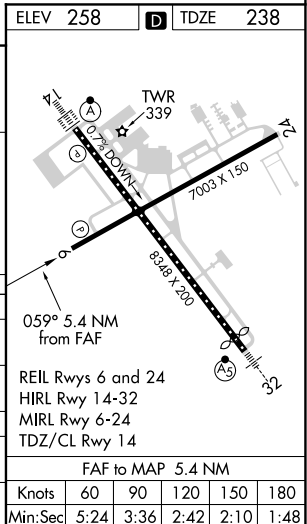 ELEV 258 D TDZE 238
14
A
TWR
339
24
P
0.7% DOWN
7003 X 150
P
6
8348 X 200
059° 5.4 NM
from FAF
A5
32
REIL Rwys 6 and 24
HIRL Rwy 14-32
MIRL Rwy 6-24
TDZ/CL Rwy 14
FAF to MAP 5.4 NM
Knots 60 90 120 150 180
Min:Sec 5:24 3:36 2:42 2:10 1:48